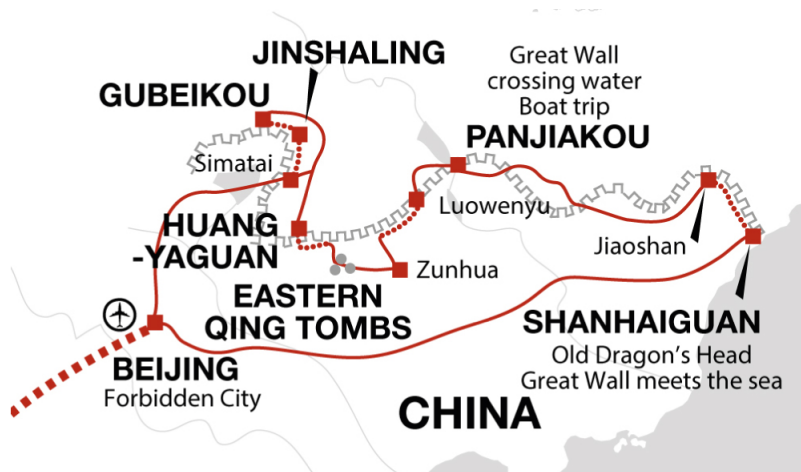 JINSHALING
GUBEIKOU
Great Wall
crossing water
Boat trip
PANJIAKOU
Simatai
Luowenyu
HUANG
-YAGUAN
Jiaoshan
Zunhua
EASTERN
QING TOMBS
SHANHAIGUAN
Old Dragon's Head
Great Wall meets the sea
BEIJING
Forbidden City
CHINA